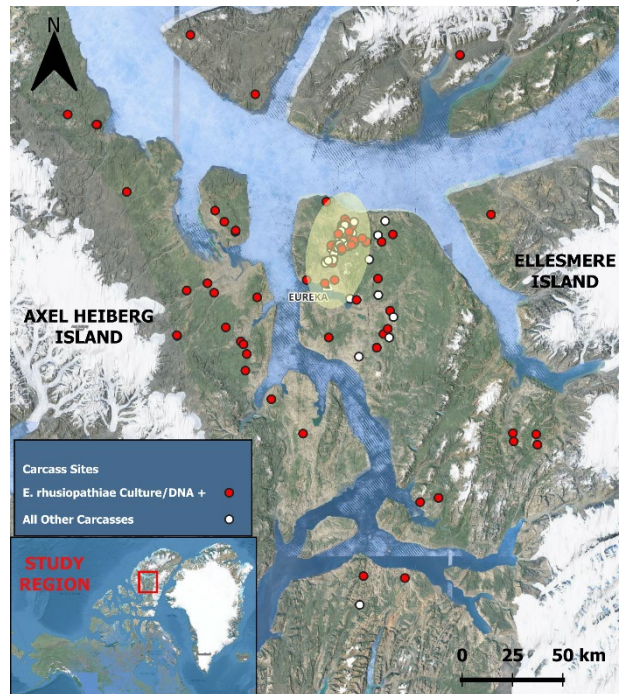 N
EUREKA
ELLESMERE
ISLAND
AXEL HEIBERG
ISLAND
Carcass Sites
E. rhusiopathiae Culture/DNA +
All Other Carcasses
STUDY
REGION
0 25 50 km